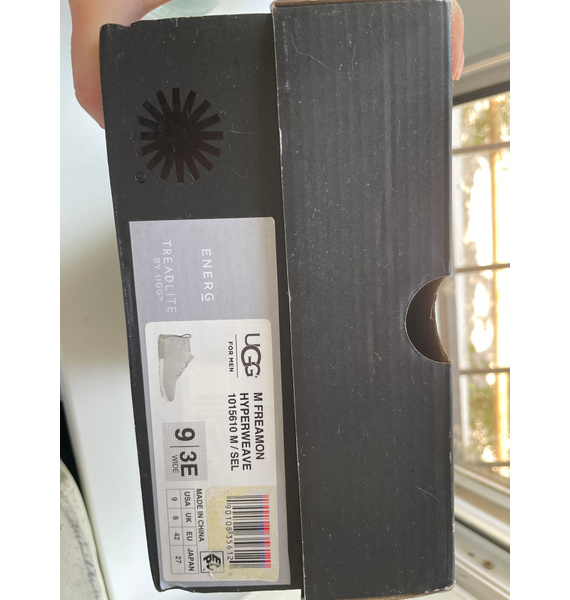 ENERG
TREADLITE
BY UGG™
UGG
FOR MEN
M FREAMON
HYPERWEAVE
1015610 M / SEL
9 3E
WIDE
MADE IN CHINA
USA UK EU JAPAN
9 8 42 27